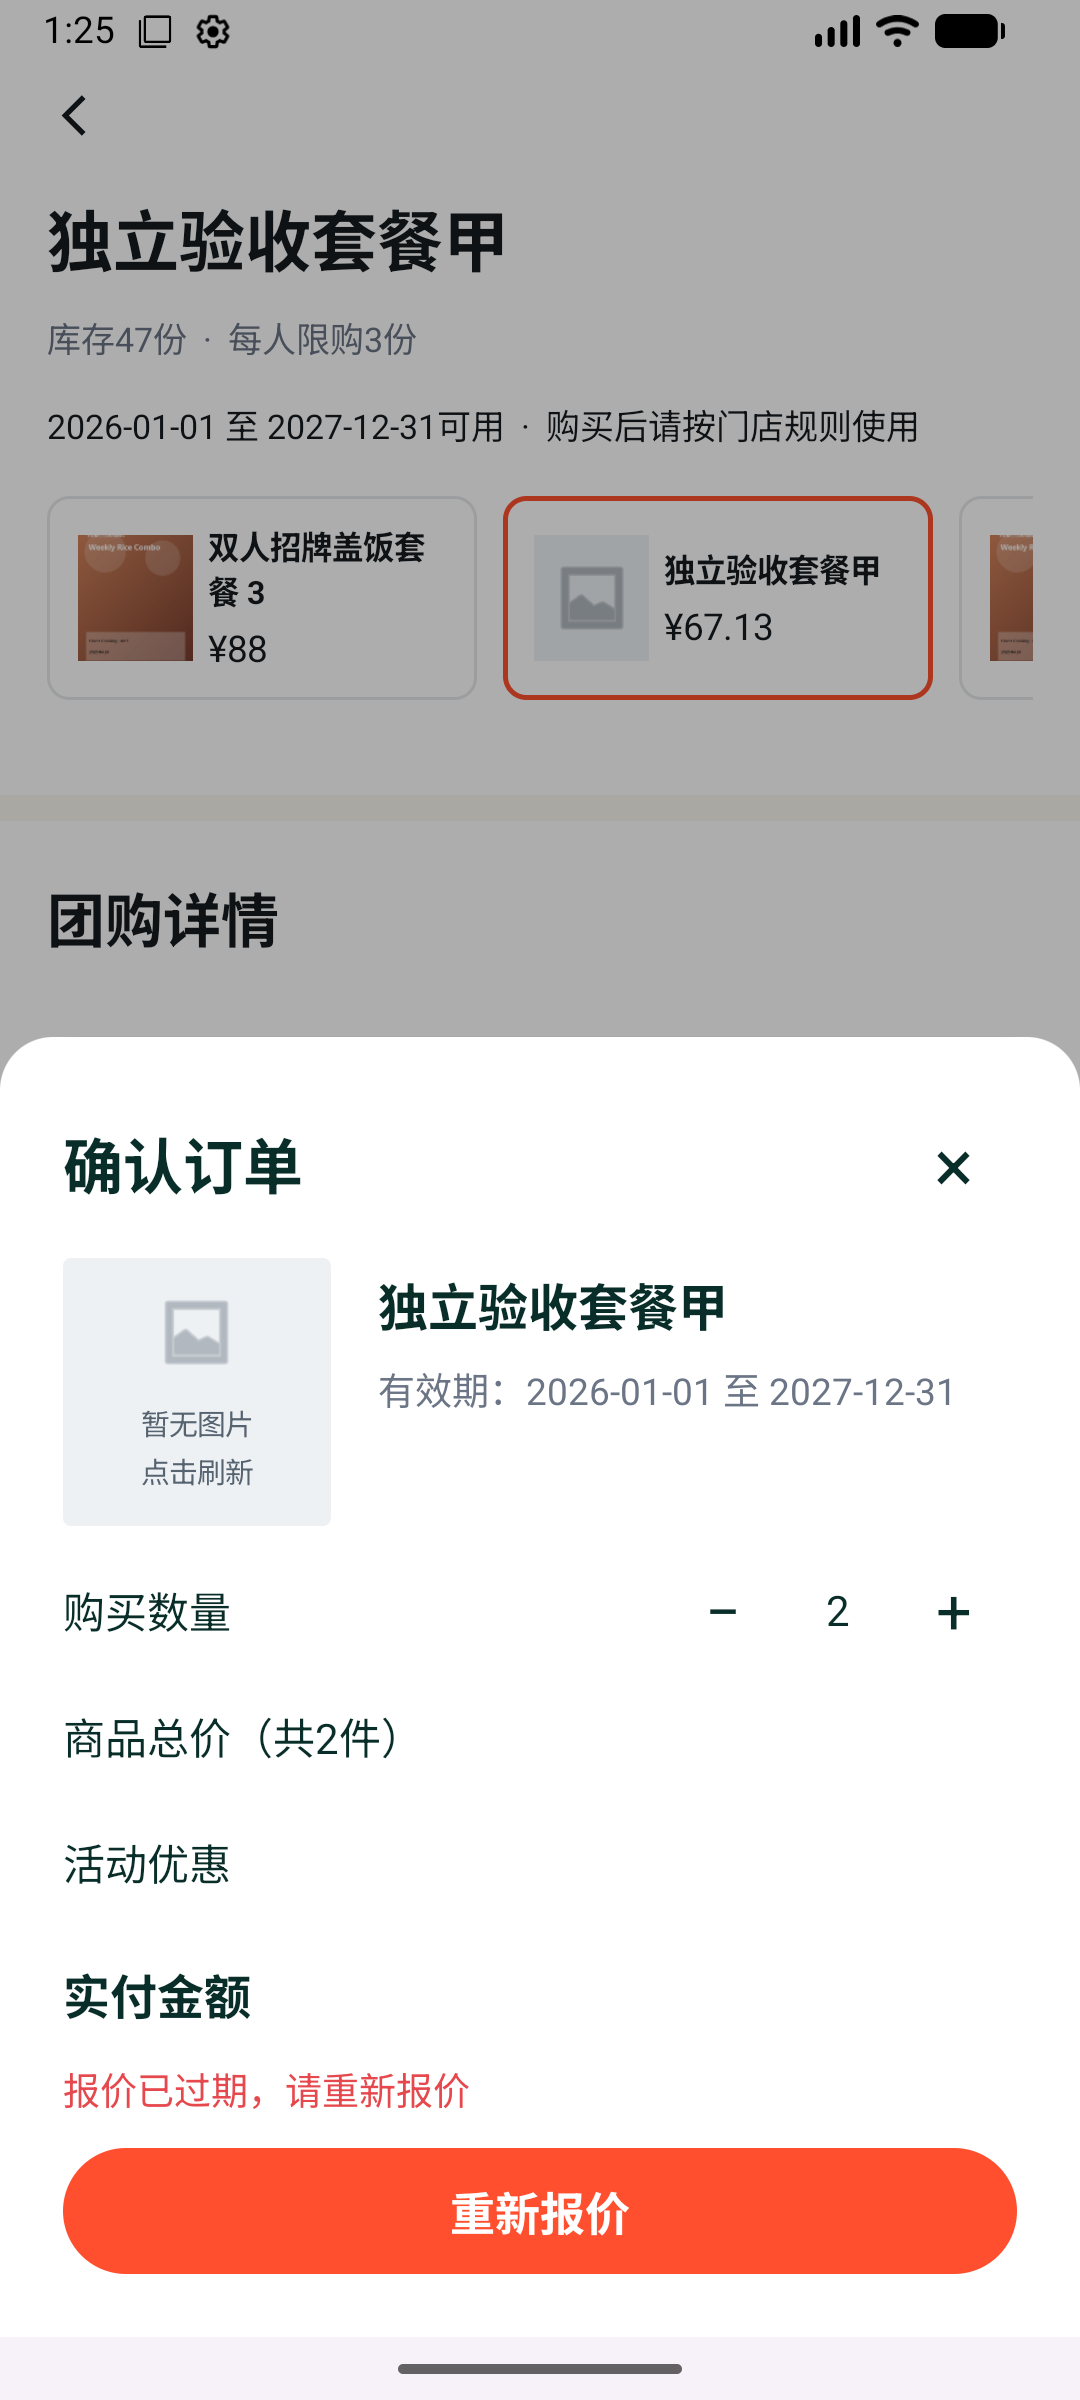 1:25
独立验收套餐甲
库存47份 · 每人限购3份
2026-01-01 至 2027-12-31可用 · 购买后请按门店规则使用
Weekly Rice Combo
双人招牌盖饭套
餐 3
¥88
独立验收套餐甲
¥67.13
Weekly R
团购详情
确认订单
独立验收套餐甲
有效期：2026-01-01 至 2027-12-31
暂无图片
点击刷新
购买数量
2
商品总价（共2件）
活动优惠
实付金额
报价已过期，请重新报价
重新报价